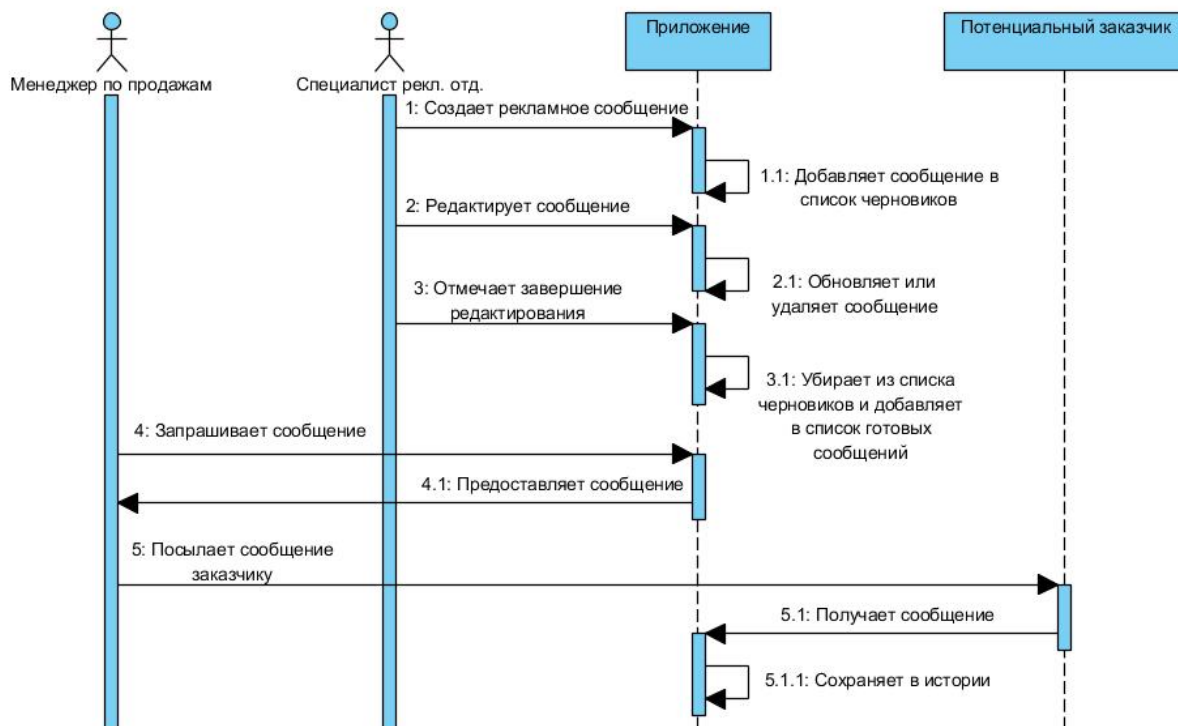 Менеджер по продажам
Специалист рекл. отд.
Приложение
Потенциальный заказчик
1: Создает рекламное сообщение
1.1: Добавляет сообщение в
список черновиков
2: Редактирует сообщение
2.1: Обновляет или
удаляет сообщение
3: Отмечает завершение
редактирования
3.1: Убирает из списка
черновиков и добавляет
в список готовых
сообщений
4: Запрашивает сообщение
4.1: Предоставляет сообщение
5: Посылает сообщение
заказчику
5.1: Получает сообщение
5.1.1: Сохраняет в истории